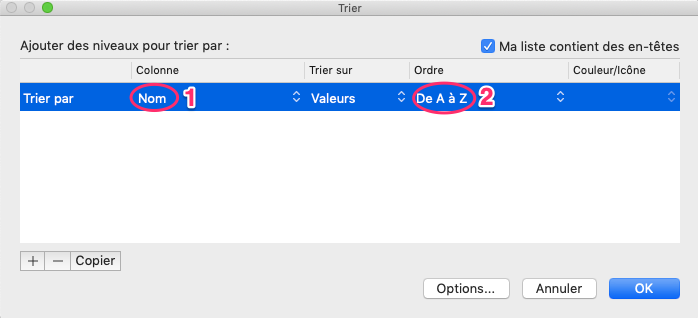 Trier
Ajouter des niveaux pour trier par :
Ma liste contient des en-têtes
Colonne Trier sur Ordre Couleur/Icône
Trier par Nom 1 Valeurs De A à Z 2
+ − Copier
Options... Annuler OK